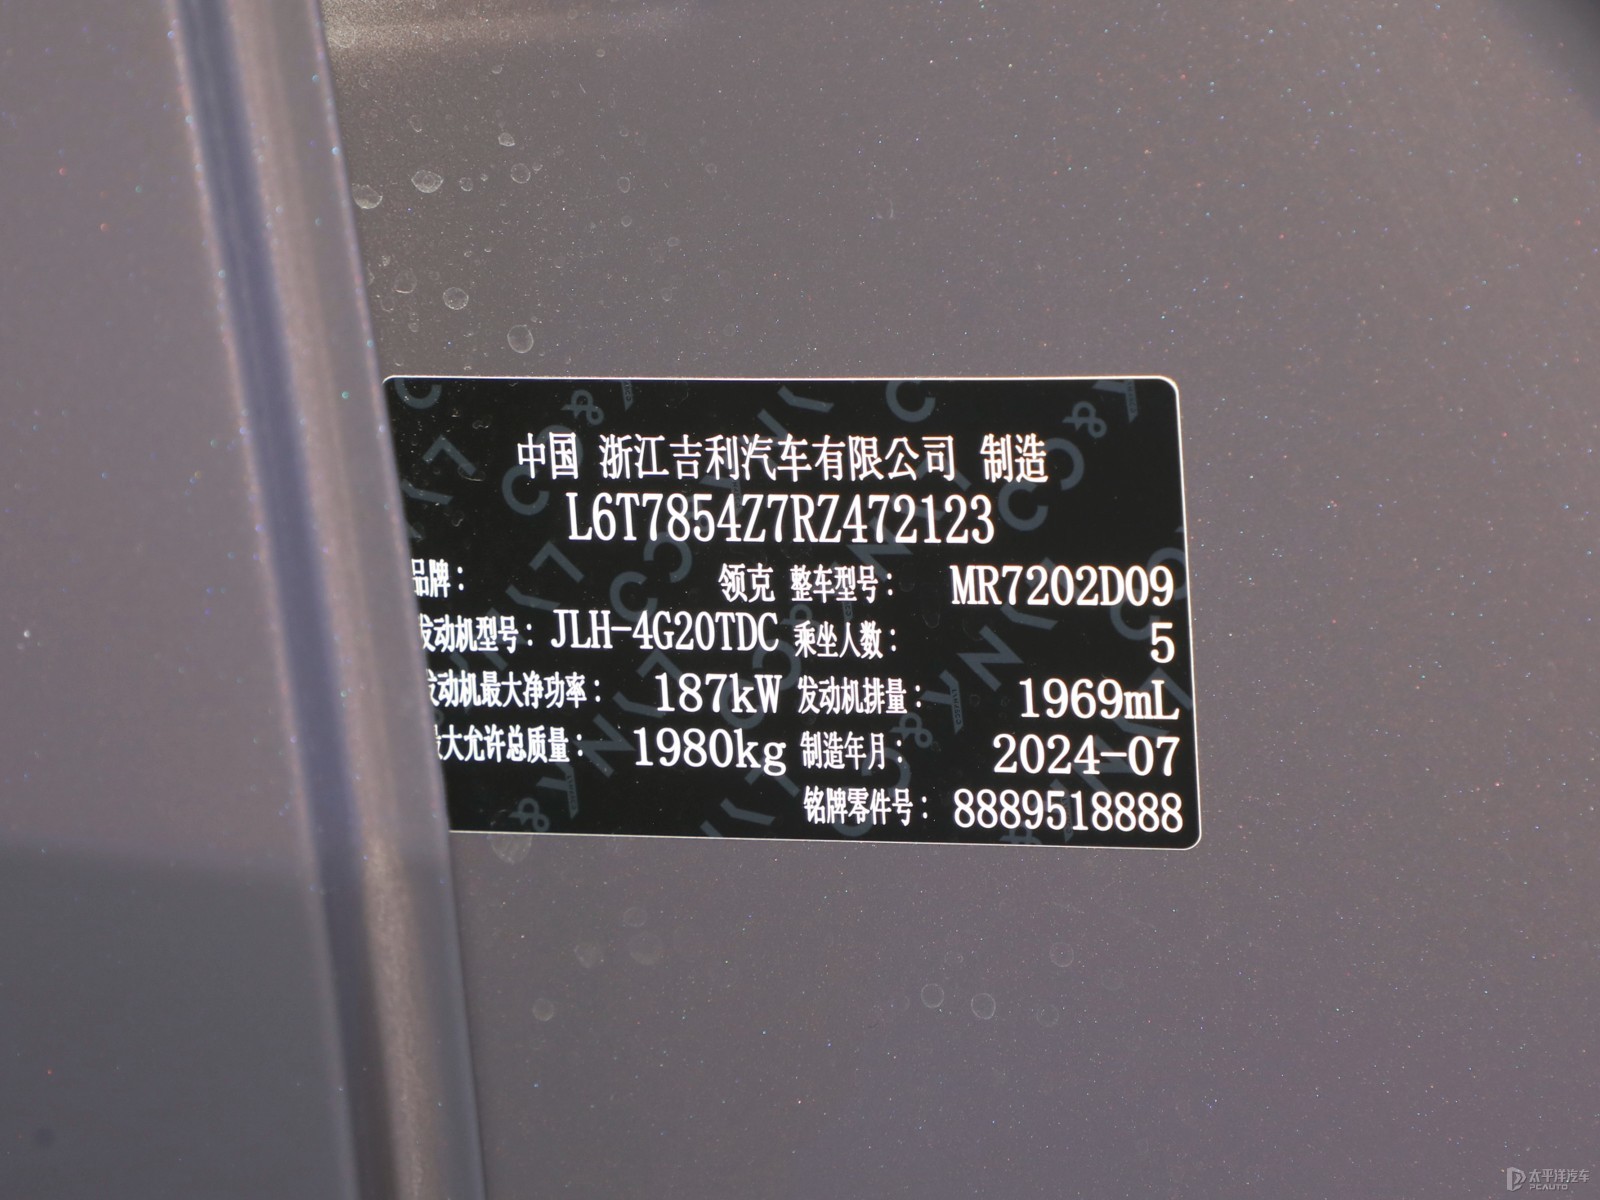 中国 浙江吉利汽车有限公司 制造
L6T7854Z7RZ472123
品牌： 领克 整车型号： MR7202D09
发动机型号：JLH-4G20TDC 乘坐人数： 5
发动机最大净功率： 187kW 发动机排量： 1969mL
最大允许总质量： 1980kg 制造年月： 2024-07
铭牌零件号： 8889518888
太平洋汽车
PCAUTO